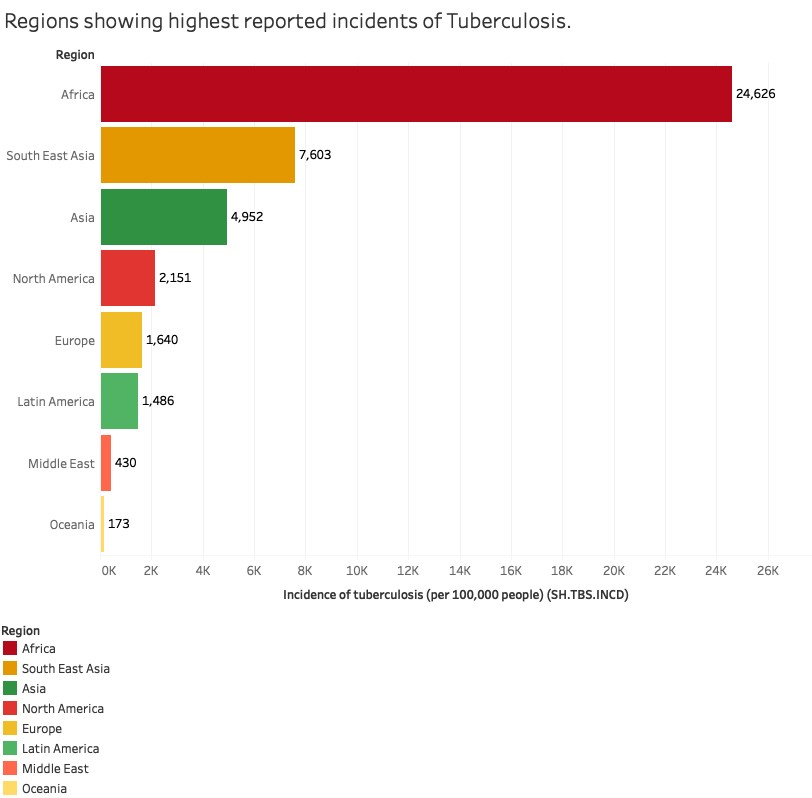 Regions showing highest reported incidents of Tuberculosis.
Region
Africa 24,626
South East Asia 7,603
Asia 4,952
North America 2,151
Europe 1,640
Latin America 1,486
Middle East 430
Oceania 173
0K 2K 4K 6K 8K 10K 12K 14K 16K 18K 20K 22K 24K 26K
Incidence of tuberculosis (per 100,000 people) (SH.TBS.INCD)
Region
Africa
South East Asia
Asia
North America
Europe
Latin America
Middle East
Oceania